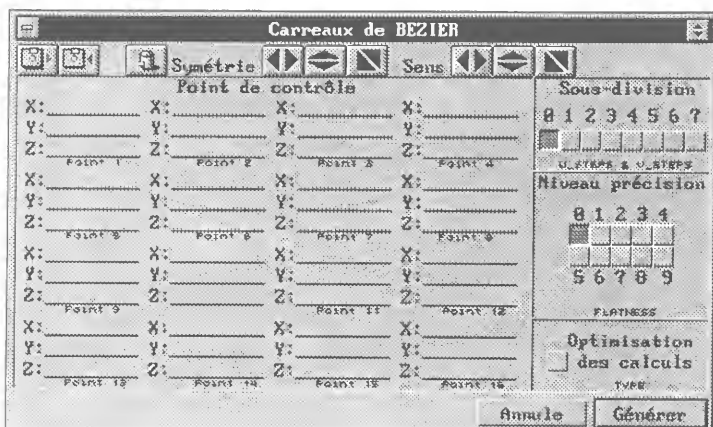 Carreaux de BEZIER
Symétrie Sens
Point de contrôle
X: X: X: X:
Y: Y: Y: Y:
Z: Z: Z: Z:
Point 1 Point 2 Point 3 Point 4
X: X: X: X:
Y: Y: Y: Y:
Z: Z: Z: Z:
Point 5 Point 6 Point 7 Point 8
X: X: X: X:
Y: Y: Y: Y:
Z: Z: Z: Z:
Point 9 Point 11 Point 12
X: X: X: X:
Y: Y: Y: Y:
Z: Z: Z: Z:
Point 13 Point 14 Point 15 Point 16
Sous-division
0 1 2 3 4 5 6 7
U_STEPS & V_STEPS
Niveau précision
0 1 2 3 4
5 6 7 8 9
FLATNESS
Optimisation
des calculs
TYPE
Annule Générer